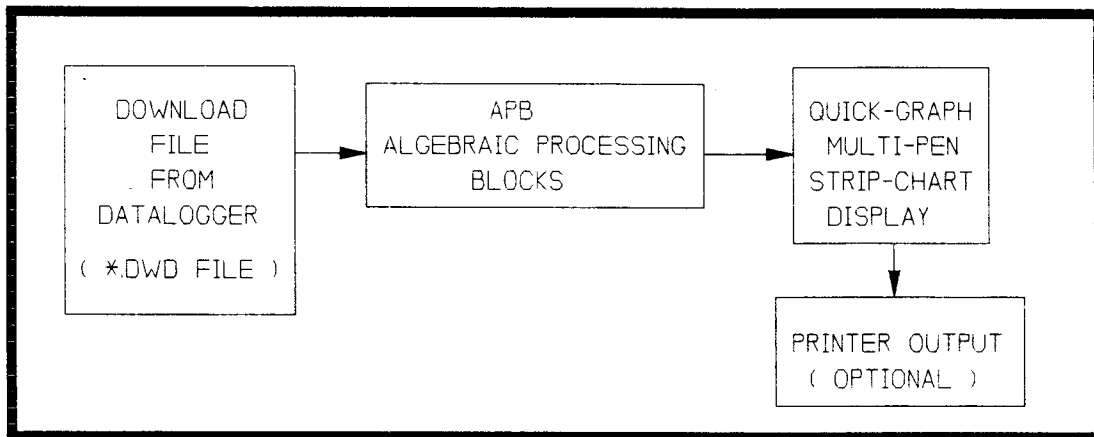 DOWNLOAD
FILE
FROM
DATALOGGER
( *.DWD FILE )
APB
ALGEBRAIC PROCESSING
BLOCKS
QUICK-GRAPH
MULTI-PEN
STRIP-CHART
DISPLAY
PRINTER OUTPUT
( OPTIONAL )